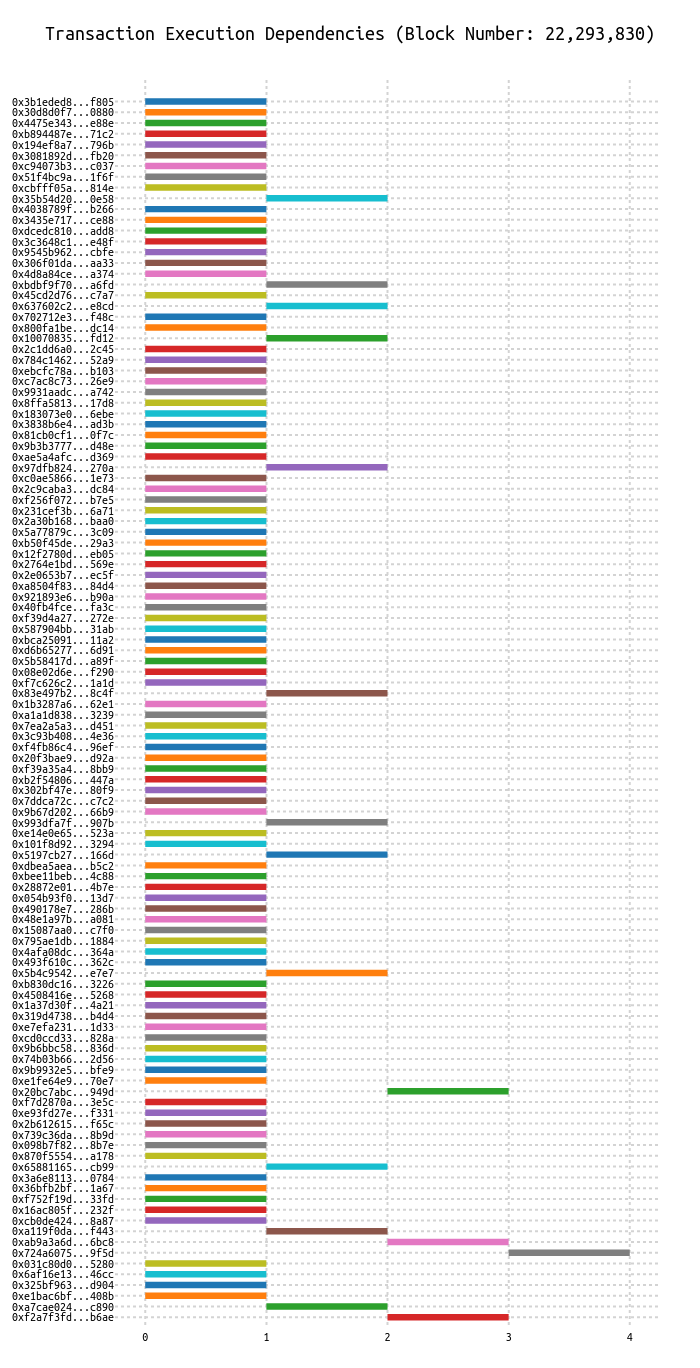 Transaction Execution Dependencies (Block Number: 22,293,830)
0x3b1eded8...f805
0x30d8d0f7...0880
0x4475e343...e88e
0xb894487e...71c2
0x194ef8a7...796b
0x3081892d...fb20
0xc94073b3...c037
0x51f4bc9a...1f6f
0xcbfff05a...814e
0x35b54d20...0e58
0x4038789f...b266
0x3435e717...ce88
0xdcedc810...add8
0x3c3648c1...e48f
0x9545b962...cbfe
0x306f01da...aa33
0x4d8a84ce...a374
0xbdbf9f70...a6fd
0x45cd2d76...c7a7
0x637602c2...e8cd
0x702712e3...f48c
0x800fa1be...dc14
0x10070835...fd12
0x2c1dd6a0...2c45
0x784c1462...52a9
0xebcfc78a...b103
0xc7ac8c73...26e9
0x9931aadc...a742
0x8ffa5813...17d8
0x183073e0...6ebe
0x3838b6e4...ad3b
0x81cb0cf1...0f7c
0x9b3b3777...d48e
0xae5a4afc...d369
0x97dfb824...270a
0xc0ae5866...1e73
0x2c9caba3...dc84
0xf256f072...b7e5
0x231cef3b...6a71
0x2a30b168...baa0
0x5a77879c...3c09
0xb50f45de...29a3
0x12f2780d...eb05
0x2764e1bd...569e
0x2e0653b7...ec5f
0xa8504f83...84d4
0x921893e6...b90a
0x40fb4fce...fa3c
0xf39d4a27...272e
0x587904bb...31ab
0xbca25091...11a2
0xd6b65277...6d91
0x5b58417d...a89f
0x08e02d6e...f290
0xf7c626c2...1a1d
0x83e497b2...8c4f
0x1b3287a6...62e1
0xa1a1d838...3239
0x7ea2a5a3...d451
0x3c93b408...4e36
0xf4fb86c4...96ef
0x20f3bae9...d92a
0xf39a35a4...8bb9
0xb2f54806...447a
0x302bf47e...80f9
0x7ddca72c...c7c2
0x9b67d202...66b9
0x993dfa7f...907b
0xe14e0e65...523a
0x101f8d92...3294
0x5197cb27...166d
0xdbea5aea...b5c2
0xbee11beb...4c88
0x28872e01...4b7e
0x054b93f0...13d7
0x490178e7...286b
0x48e1a97b...a081
0x15087aa0...c7f0
0x795ae1db...1884
0x4afa08dc...364a
0x493f610c...362c
0x5b4c9542...e7e7
0xb830dc16...3226
0x4508416e...5268
0x1a37d30f...4a21
0x319d4738...b4d4
0xe7efa231...1d33
0xcd0ccd33...828a
0x9b6bbc58...836d
0x74b03b66...2d56
0x9b9932e5...bfe9
0xe1fe64e9...70e7
0x20bc7abc...949d
0xf7d2870a...3e5c
0xe93fd27e...f331
0x2b612615...f65c
0x739c36da...8b9d
0x098b7f82...8b7e
0x870f5554...a178
0x65881165...cb99
0x3a6e8113...0784
0x36bfb2bf...1a67
0xf752f19d...33fd
0x16ac805f...232f
0xcb0de424...8a87
0xa119f0da...f443
0xab9a3a6d...6bc8
0x724a6075...9f5d
0x031c80d0...5280
0x6af16e13...46cc
0x325bf963...d904
0xe1bac6bf...408b
0xa7cae024...c890
0xf2a7f3fd...b6ae
0 1 2 3 4